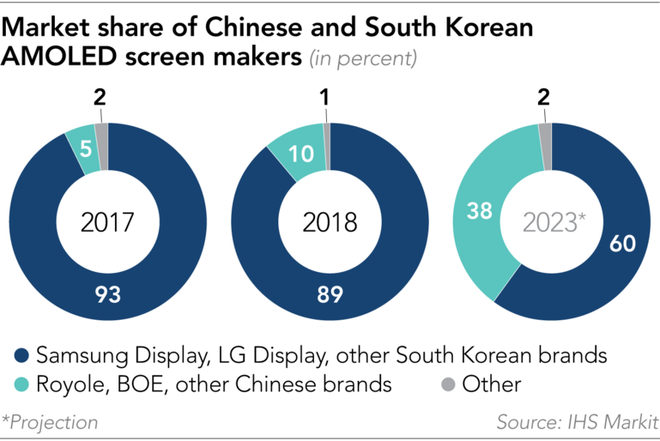 Market share of Chinese and South Korean
AMOLED screen makers (in percent)
2 1 2
5 10 38
2017 2018 2023*
93 89 60
Samsung Display, LG Display, other South Korean brands
Royole, BOE, other Chinese brands Other
*Projection Source: IHS Markit